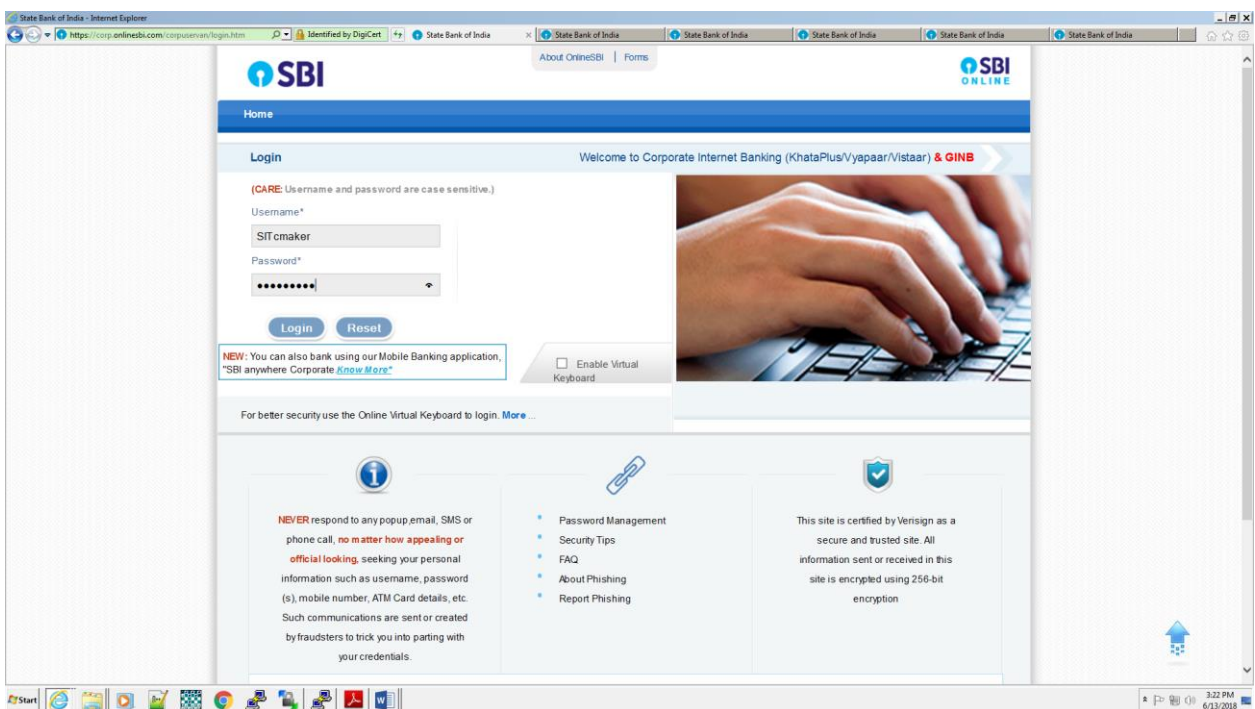 State Bank of India - Internet Explorer
https://corp.onlinesbi.com/corpuservan/login.htm
Identified by DigiCert
State Bank of India
State Bank of India
State Bank of India
State Bank of India
State Bank of India
State Bank of India
About OnlineSBI | Forms
SBI
SBI
ONLINE
Home
Login
Welcome to Corporate Internet Banking (KhataPlus/Vyapaar/Vistaar) & GINB
(CARE: Username and password are case sensitive.)
Username*
SITcmaker
Password*
•••••••••
Login
Reset
NEW: You can also bank using our Mobile Banking application,
"SBI anywhere Corporate.Know More"
Enable Virtual
Keyboard
For better security use the Online Virtual Keyboard to login. More ...
NEVER respond to any popup,email, SMS or
phone call, no matter how appealing or
official looking, seeking your personal
information such as username, password
(s), mobile number, ATM Card details, etc.
Such communications are sent or created
by fraudsters to trick you into parting with
your credentials.
Password Management
Security Tips
FAQ
About Phishing
Report Phishing
This site is certified by Verisign as a
secure and trusted site. All
information sent or received in this
site is encrypted using 256-bit
encryption
Start
3:22 PM
6/13/2018